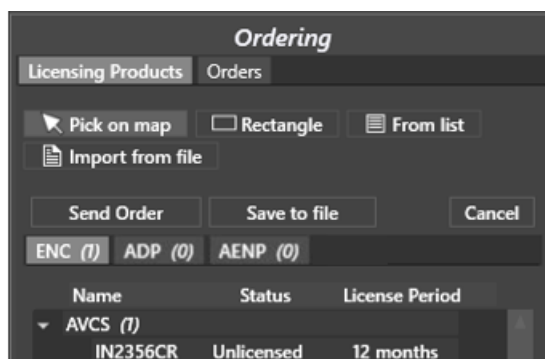 Ordering
Licensing Products Orders
Pick on map Rectangle From list
Import from file
Send Order Save to file Cancel
ENC (1) ADP (0) AENP (0)
Name Status License Period
AVCS (1)
IN2356CR Unlicensed 12 months